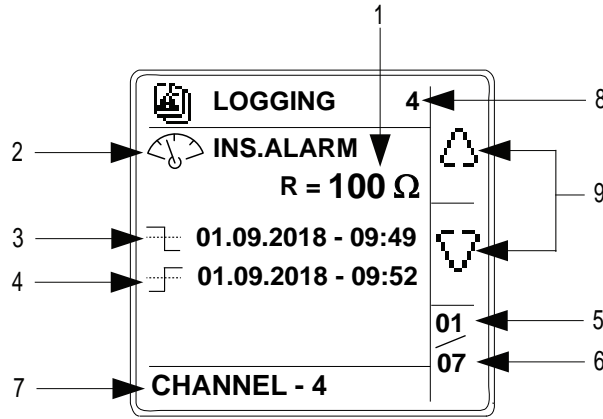 1
LOGGING 4
8
2
INS.ALARM
R = 100 Ω
9
3
01.09.2018 - 09:49
4
01.09.2018 - 09:52
01
5
07
6
7
CHANNEL - 4